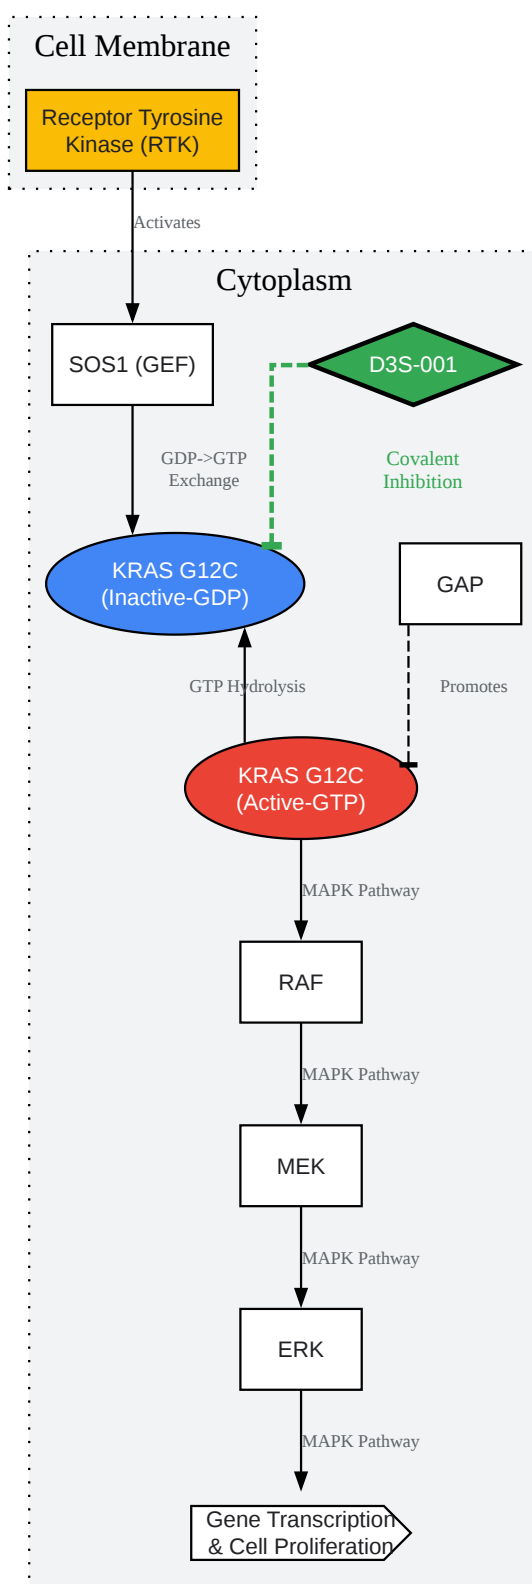 Cell Membrane
Receptor Tyrosine
Kinase (RTK)
Activates
Cytoplasm
SOS1 (GEF)
D3S-001
GDP->GTP
Exchange
Covalent
Inhibition
KRAS G12C
(Inactive-GDP)
GAP
GTP Hydrolysis
Promotes
KRAS G12C
(Active-GTP)
MAPK Pathway
RAF
MAPK Pathway
MEK
MAPK Pathway
ERK
MAPK Pathway
Gene Transcription
& Cell Proliferation